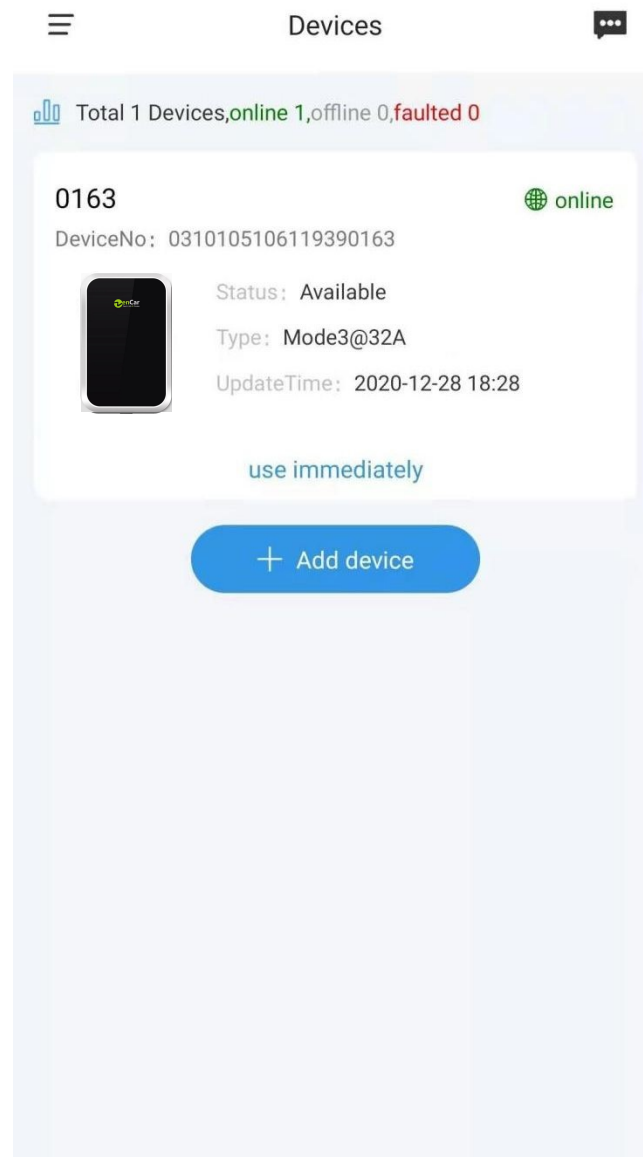 Devices
Total 1 Devices,online 1,offline 0,faulted 0
0163
online
DeviceNo: 0310105106119390163
Status: Available
Type: Mode3@32A
UpdateTime: 2020-12-28 18:28
use immediately
+ Add device